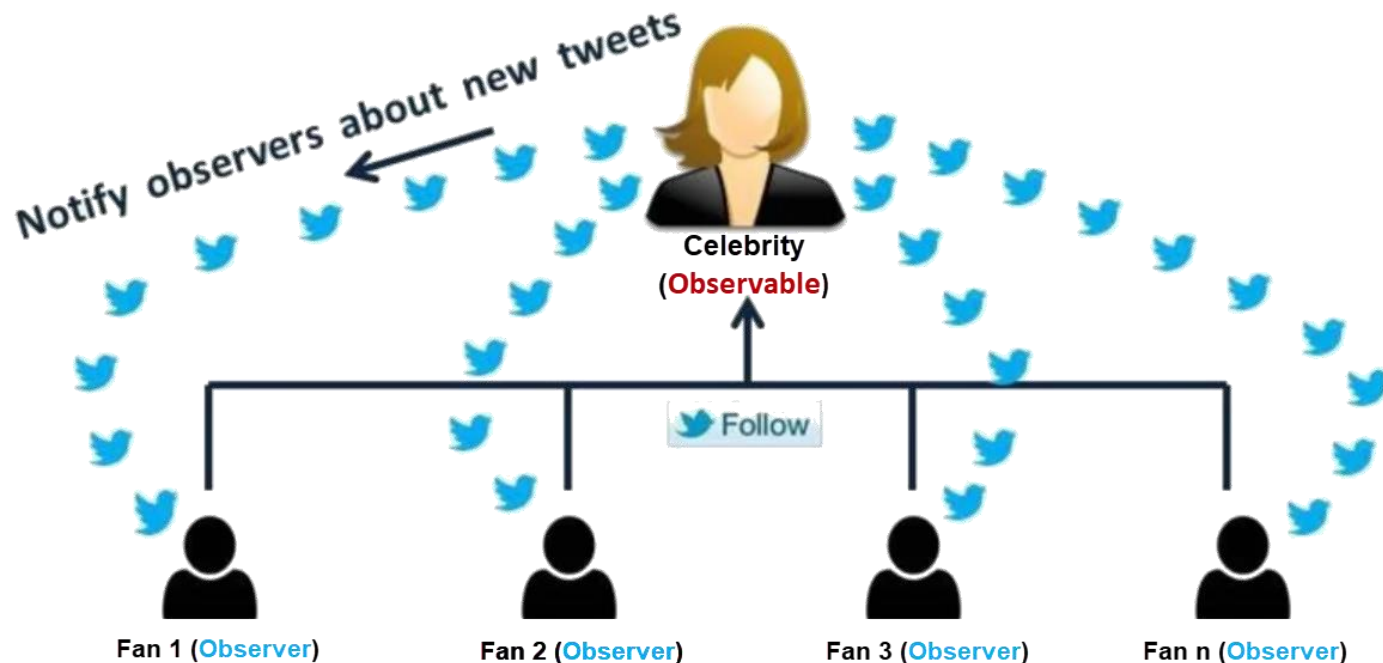 Notify observers about new tweets
Celebrity
(Observable)
Follow
Fan 1 (Observer)
Fan 2 (Observer)
Fan 3 (Observer)
Fan n (Observer)